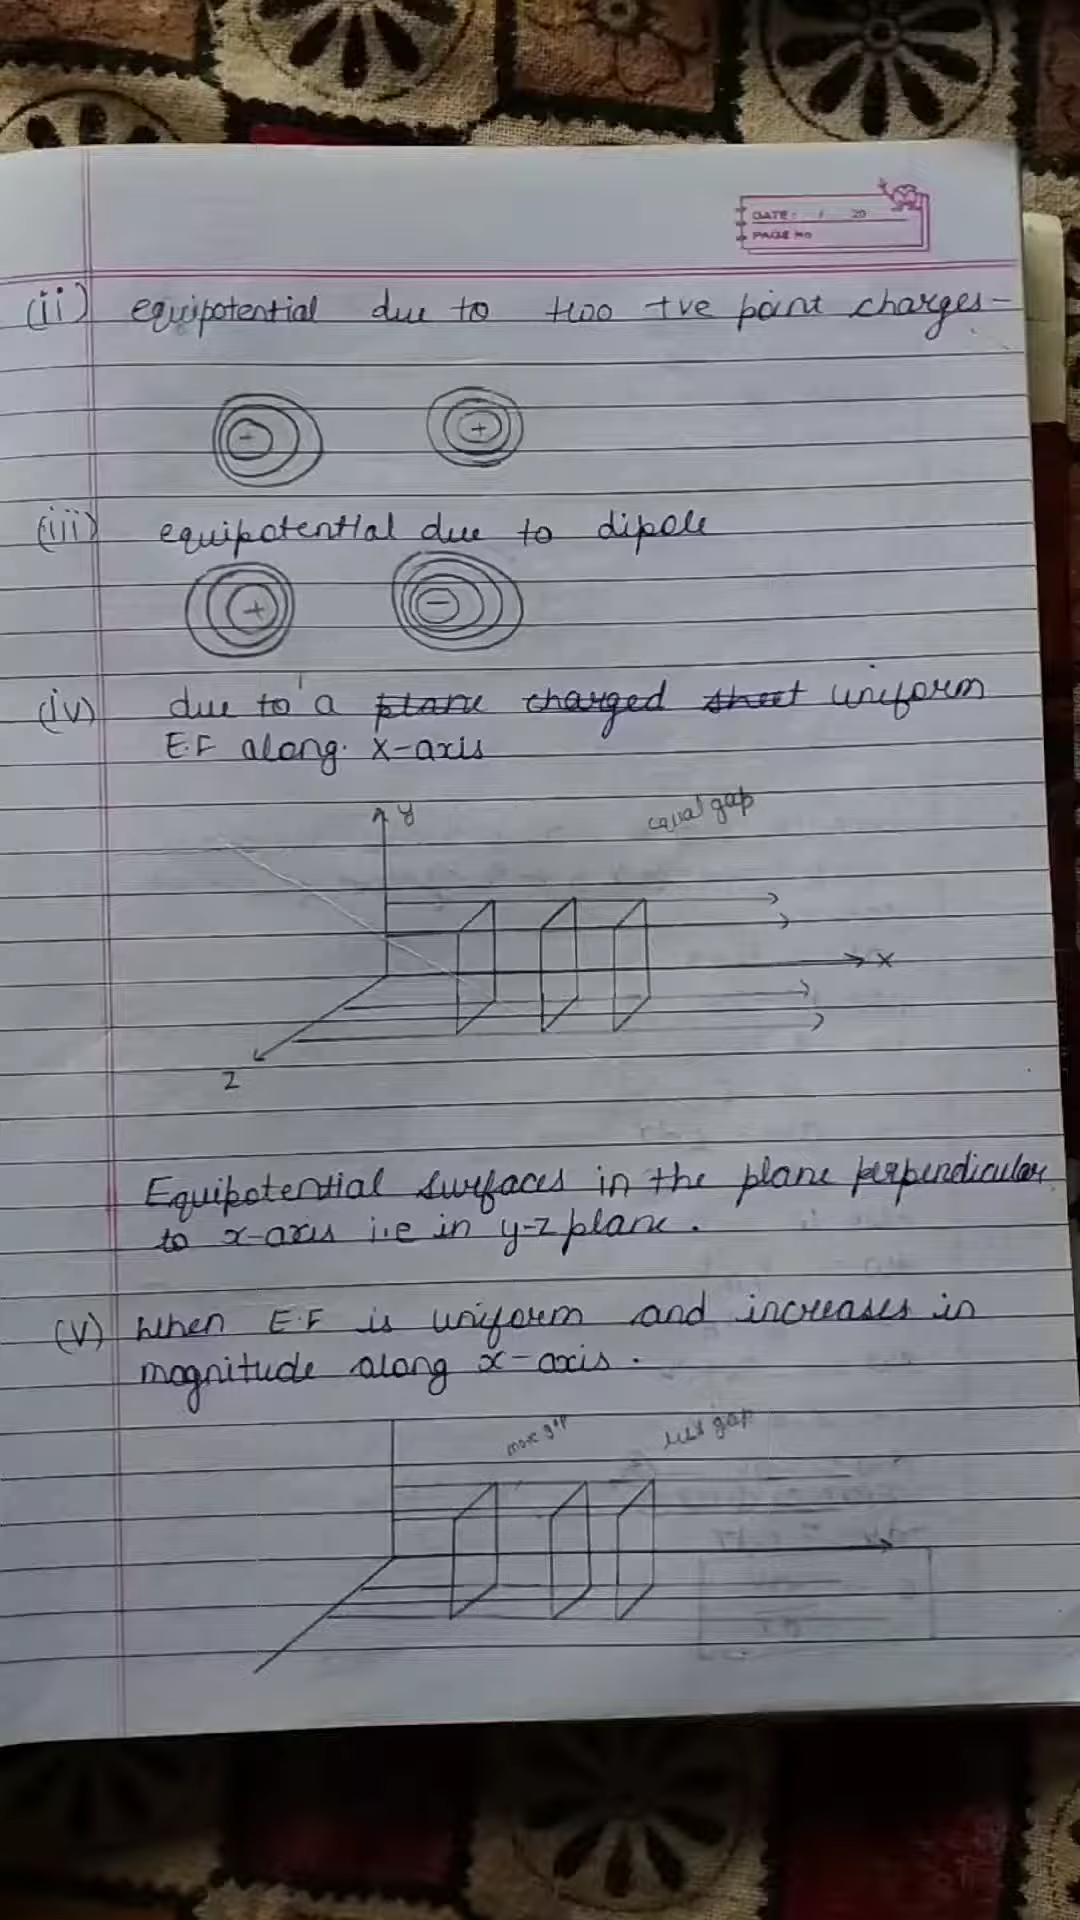 DATE: / 20
PAGE NO
(ii) equipotential due to two +ve point charges-
+ +
(iii) equipotential due to dipole
+ −
(iv) due to a plane charged sheet uniform
E.F along x-axis
y
equal gap
x
z
Equipotential surfaces in the plane perpendicular
to x-axis i.e in y-z plane.
(v) When E.F is uniform and increases in
magnitude along x-axis.
more gap less gap